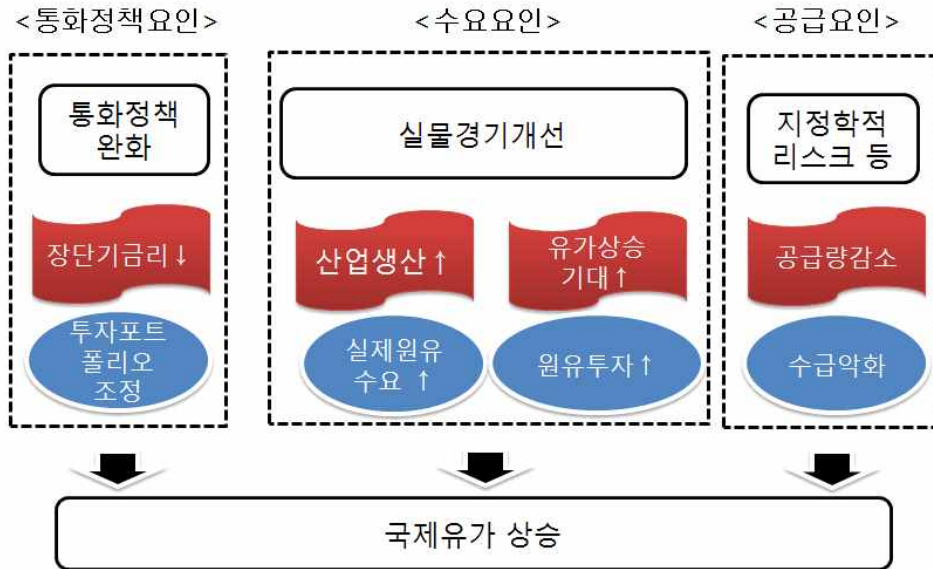 <통화정책요인>
<수요요인>
<공급요인>
통화정책
완화
실물경기개선
지정학적
리스크 등
장단기금리↓
산업생산↑
유가상승
기대↑
공급량감소
투자포트
폴리오
조정
실제원유
수요 ↑
원유투자↑
수급악화
국제유가 상승